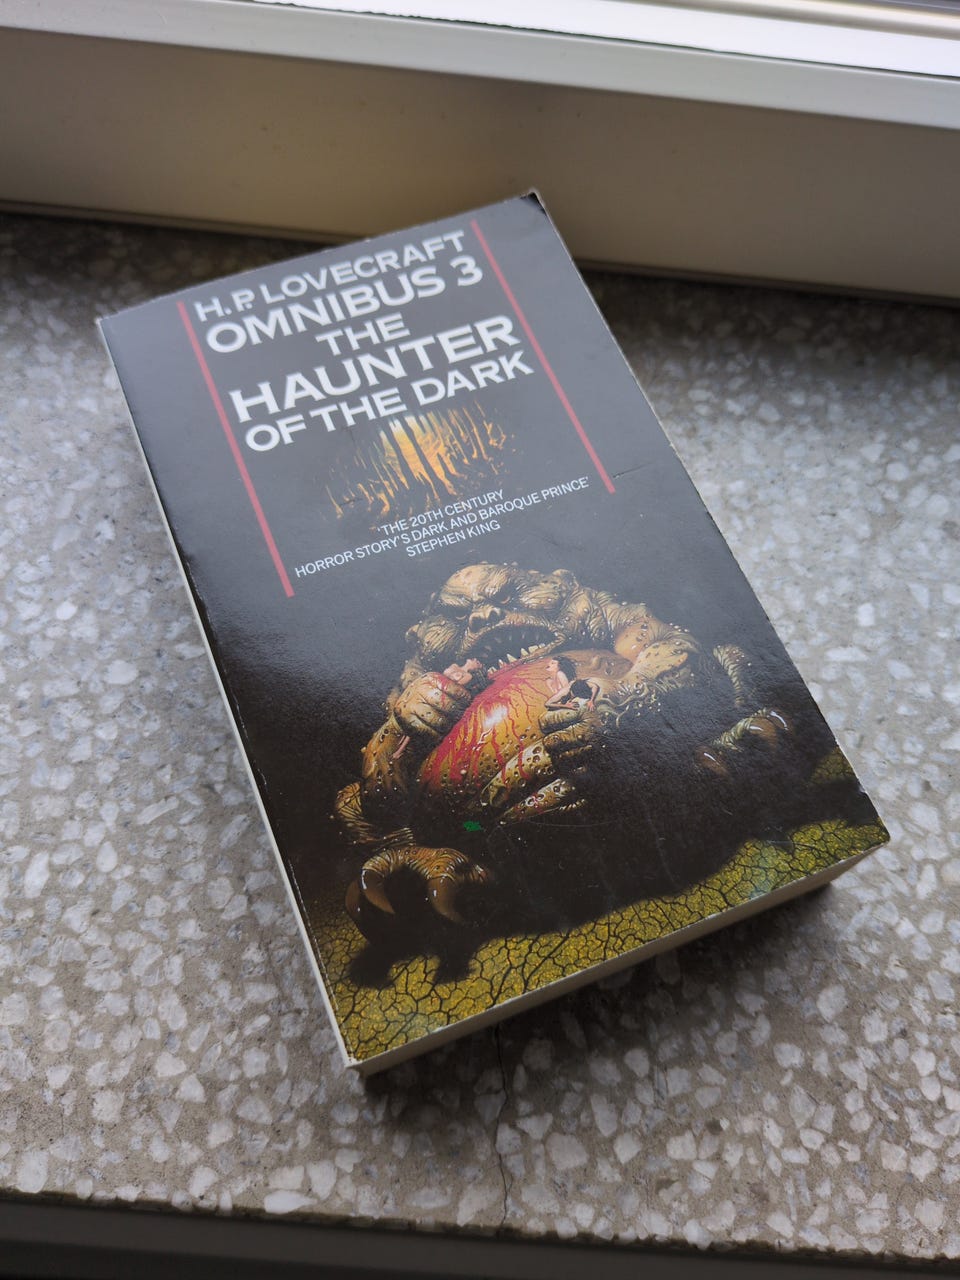 H.P. LOVECRAFT
OMNIBUS 3
THE
HAUNTER
OF THE DARK
'THE 20TH CENTURY
HORROR STORY'S DARK AND BAROQUE PRINCE'
STEPHEN KING